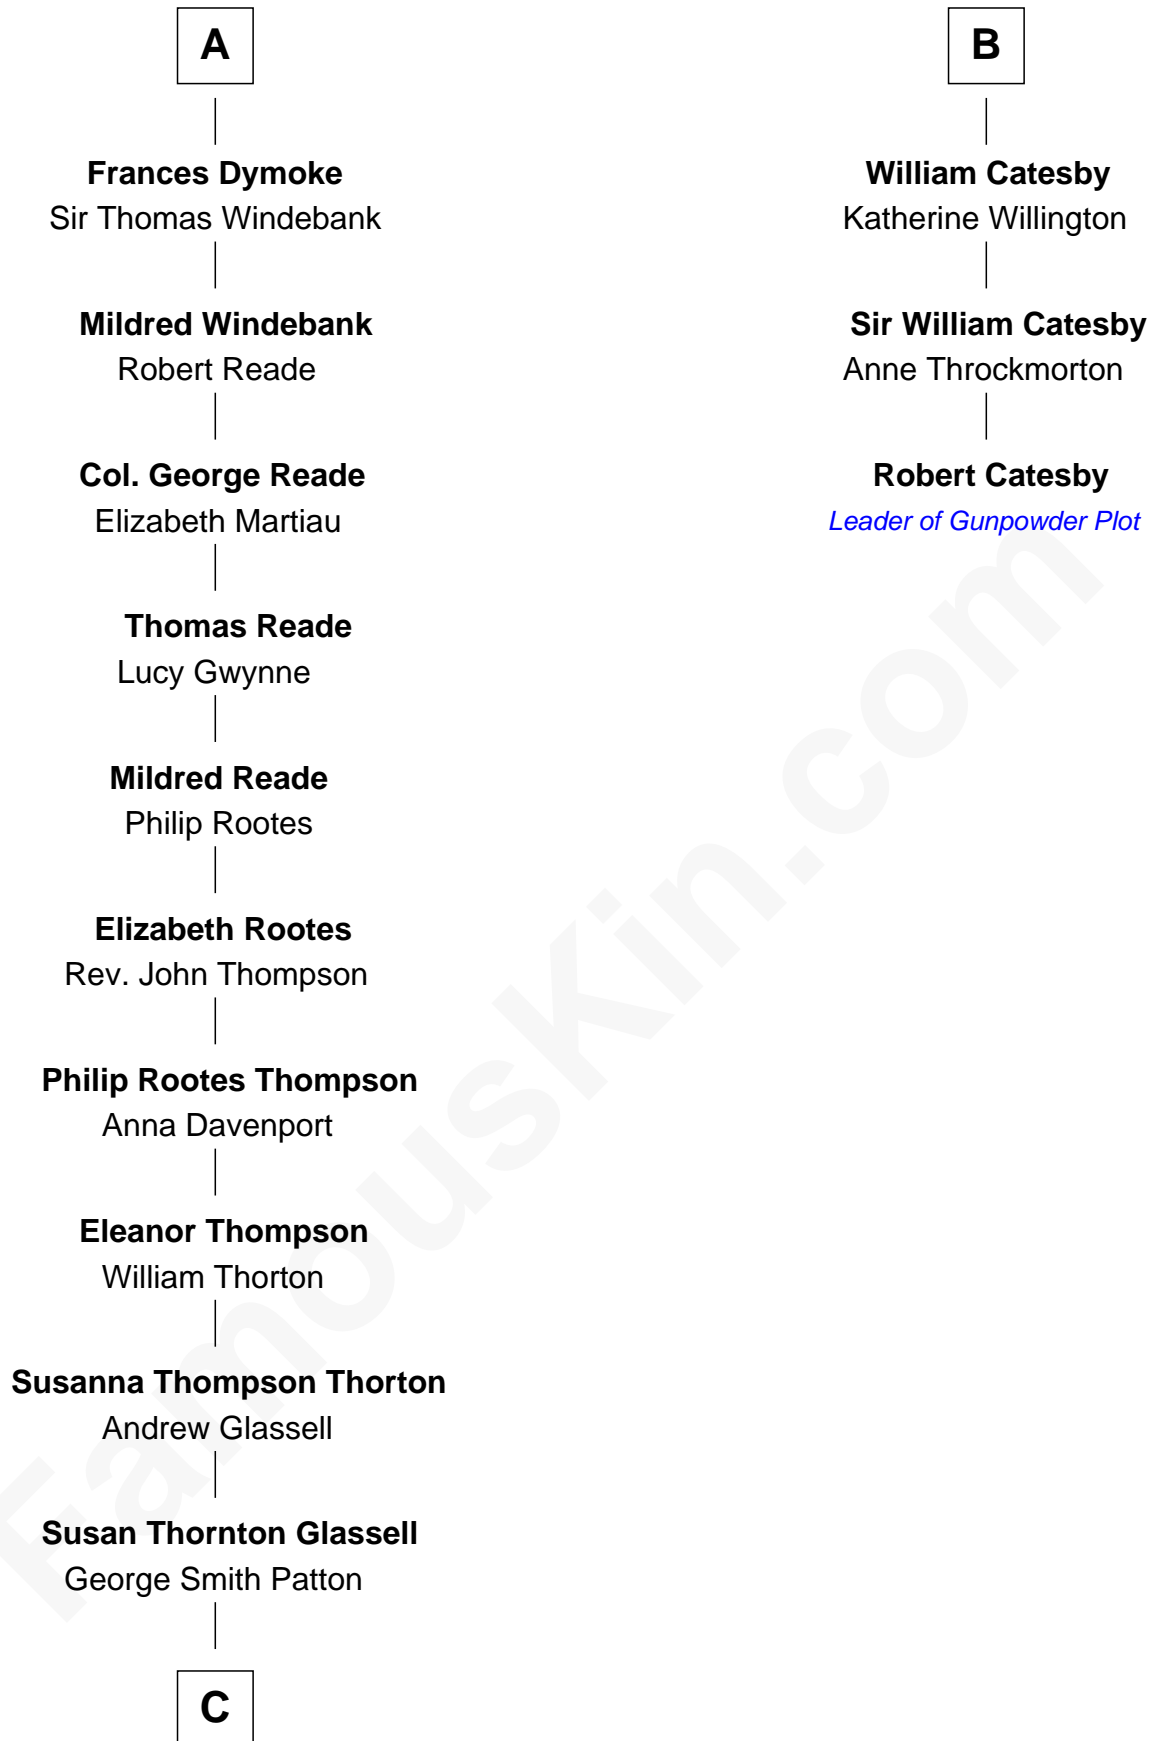 A
Frances Dymoke
Sir Thomas Windebank
Mildred Windebank
Robert Reade
Col. George Reade
Elizabeth Martiau
Thomas Reade
Lucy Gwynne
Mildred Reade
Philip Rootes
Elizabeth Rootes
Rev. John Thompson
Philip Rootes Thompson
Anna Davenport
Eleanor Thompson
William Thorton
Susanna Thompson Thorton
Andrew Glassell
Susan Thornton Glassell
George Smith Patton
C
B
William Catesby
Katherine Willington
Sir William Catesby
Anne Throckmorton
Robert Catesby
Leader of Gunpowder Plot
FamousKin.com